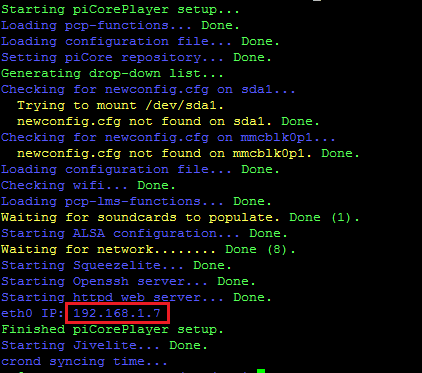 Starting piCorePlayer setup...
Loading pcp-functions... Done.
Loading configuration file... Done.
Setting piCore repository... Done.
Generating drop-down list...
Checking for newconfig.cfg on sda1...
Trying to mount /dev/sda1.
newconfig.cfg not found on sda1. Done.
Checking for newconfig.cfg on mmcblk0p1...
newconfig.cfg not found on mmcblk0p1. Done.
Loading configuration file... Done.
Checking wifi... Done.
Loading pcp-lms-functions... Done.
Waiting for soundcards to populate. Done (1).
Starting ALSA configuration... Done.
Waiting for network........ Done (8).
Starting Squeezelite... Done.
Starting Openssh server... Done.
Starting httpd web server... Done.
eth0 IP: 192.168.1.7
Finished piCorePlayer setup.
Starting Jivelite... Done.
crond syncing time...